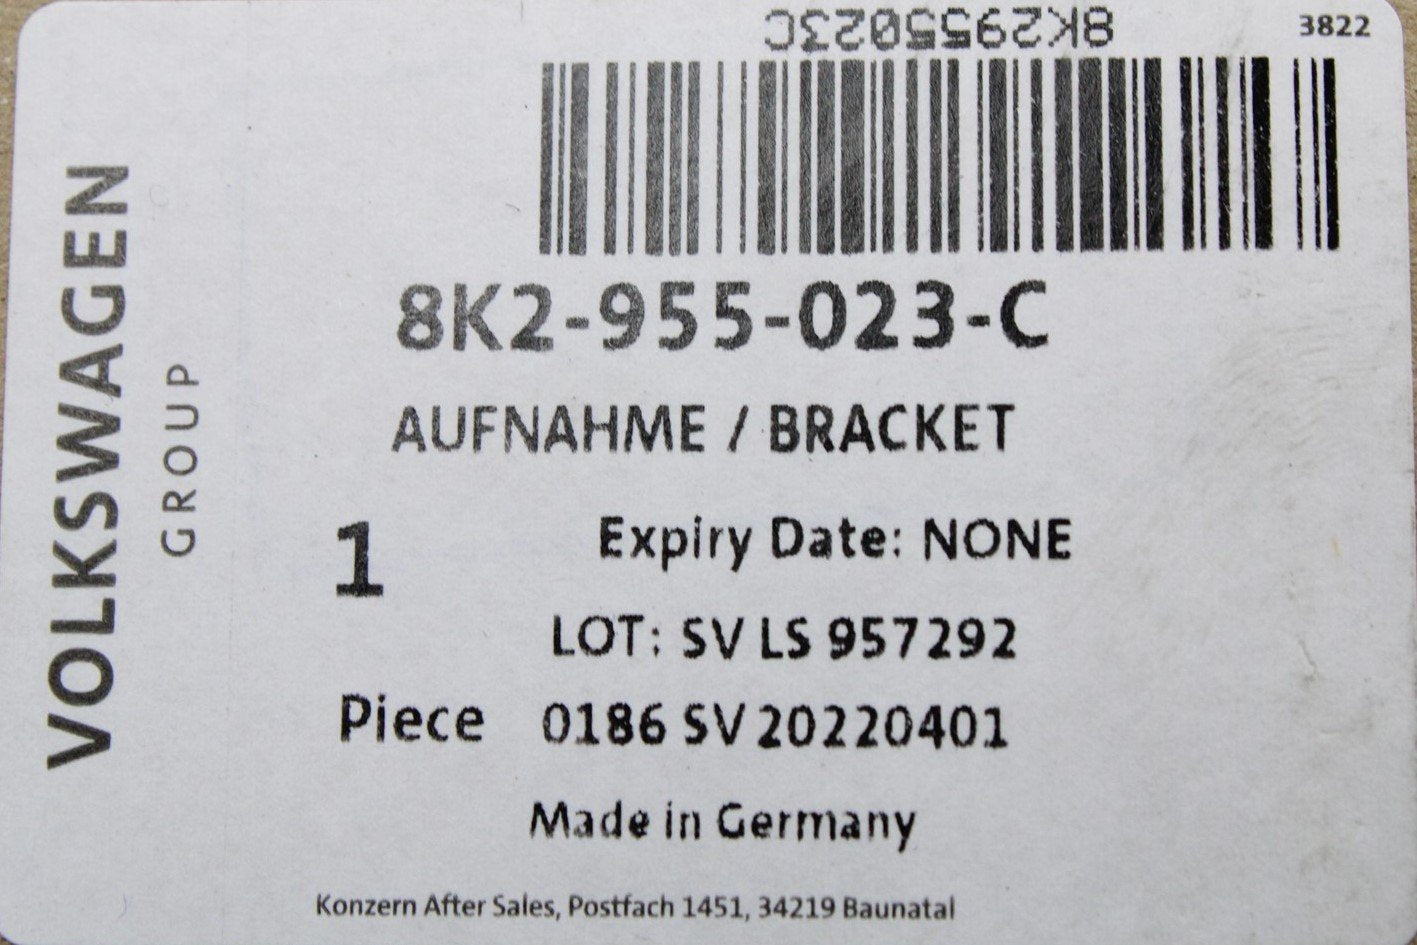 8K2955023C
3822
VOLKSWAGEN
GROUP
8K2-955-023-C
AUFNAHME / BRACKET
1
Expiry Date: NONE
LOT: SV LS 957292
Piece 0186 SV 20220401
Made in Germany
Konzern After Sales, Postfach 1451, 34219 Baunatal